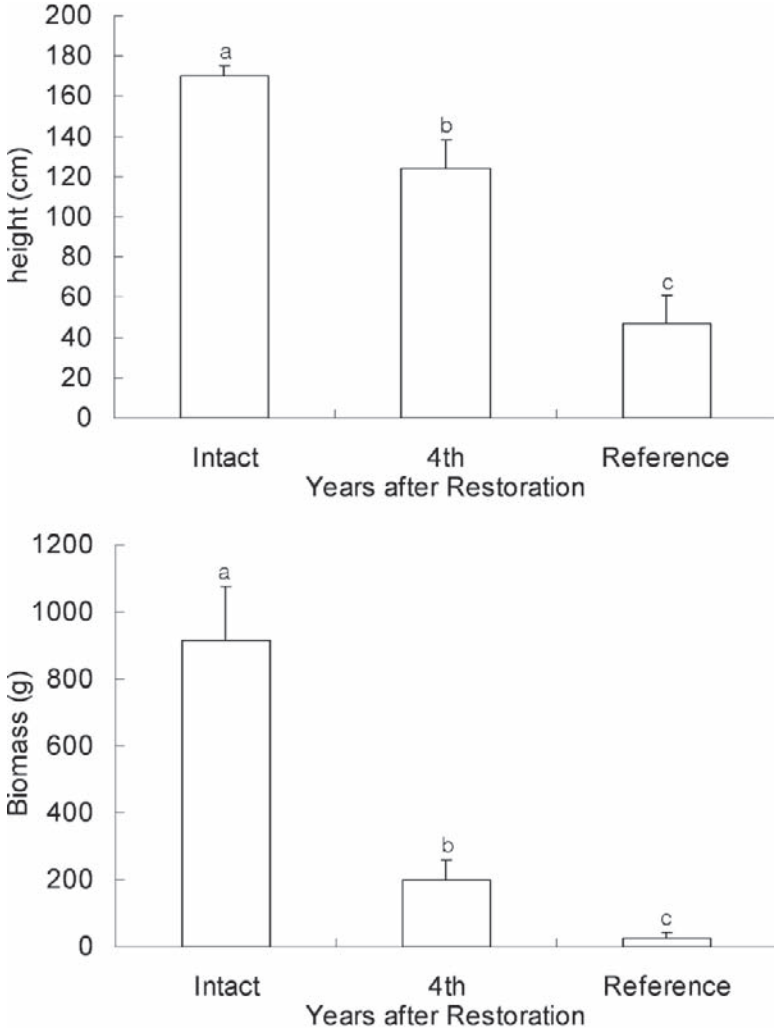 height (cm)
200
180
160
140
120
100
80
60
40
20
0
a
b
c
Intact
4th
Reference
Years after Restoration
Biomass (g)
1200
1000
800
600
400
200
0
a
b
c
Intact
4th
Reference
Years after Restoration